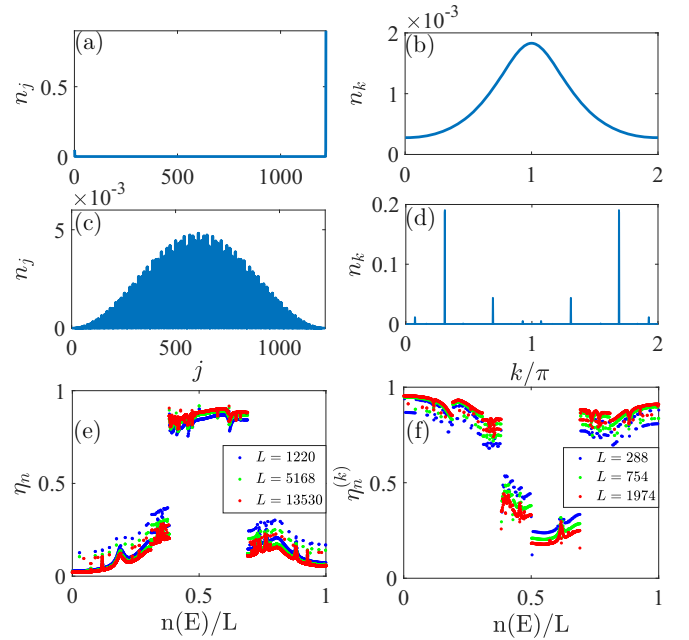 ×10⁻³
(a)
0.5
0
n_j
0 500 1000
(b)
2
1
0
n_k
0 1 2
×10⁻³
(c)
5
0
n_j
0 500 1000
j
(d)
0.2
0.1
0
n_k
0 1 2
k/π
(e)
1
0.5
0
η_n
L = 1220
L = 5168
L = 13530
0 0.5 1
n(E)/L
(f)
1
0.5
0
η_n^(k)
L = 288
L = 754
L = 1974
0 0.5 1
n(E)/L